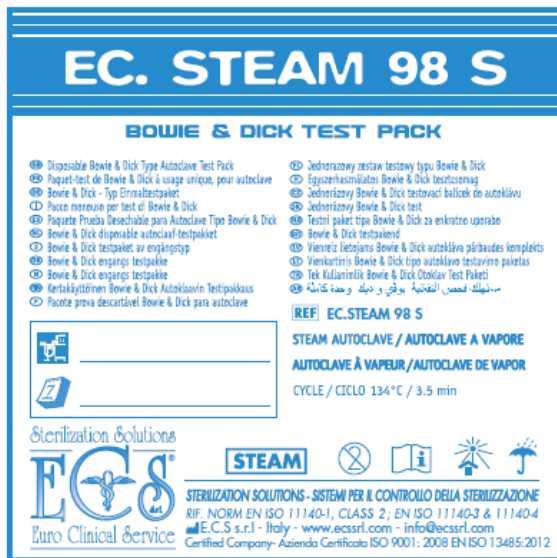 EC. STEAM 98 S
BOWIE & DICK TEST PACK
GB Disposable Bowie & Dick Type Autoclave Test Pack
Paquet-test de Bowie & Dick à usage unique, pour autoclave
Bowie & Dick - Typ Einmaltestpaket
I Pacco monouso per test di Bowie & Dick
Paquete Prueba Desechable para Autoclave Tipo Bowie & Dick
Bowie & Dick disposable autoclaaf-testpakket
Bowie & Dick testpaket av engångstyp
Bowie & Dick engangs testpakke
N Bowie & Dick engangs testpakke
Kertakäyttöinen Bowie & Dick Autoklaavin Testipakkaus
P Pacote prova descartável Bowie & Dick para autoclave
Jednorazowy zestaw testowy typu Bowie & Dick
Egyszerhasználatos Bowie & Dick tesztcsomag
Jednorázový Bowie & Dick testovací balícek do autoklávu
Jednorázový Bowie & Dick test
Testni paket tipa Bowie & Dick za enkratno uporabo
Bowie & Dick testpakend
Vienreiz lietojams Bowie & Dick autoklāva pārbaudes komplekts
Vienkartinis Bowie & Dick tipo autoklavo testavimo paketas
Tek Kullanimlik Bowie & Dick Otoklav Test Paketi
بوفي و ديك وحدة كاملة
REF EC.STEAM 98 S
STEAM AUTOCLAVE / AUTOCLAVE A VAPORE
AUTOCLAVE À VAPEUR / AUTOCLAVE DE VAPOR
CYCLE / CICLO 134°C / 3.5 min
Sterilization Solutions
ECS® srl
Euro Clinical Service
STEAM
2
i
STERILIZATION SOLUTIONS - SISTEMI PER IL CONTROLLO DELLA STERILIZZAZIONE
RIF. NORM EN ISO 11140-1, CLASS 2; EN ISO 11140-3 & 11140-4
E.C.S s.r.l - Italy - www.ecssrl.com - info@ecssrl.com
Certified Company- Azienda Certificata ISO 9001: 2008 EN ISO 13485:2012